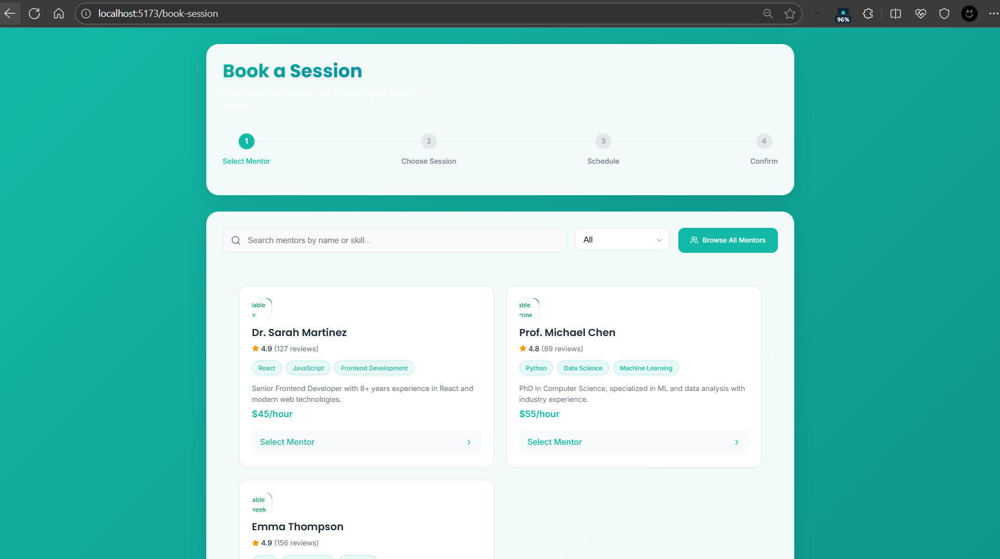 localhost:5173/book-session
96%
Book a Session
Find the perfect mentor and schedule your learning
session
1
2
3
4
Select Mentor
Choose Session
Schedule
Confirm
Search mentors by name or skill...
All
Browse All Mentors
lable
Dr. Sarah Martinez
4.9 (127 reviews)
React
JavaScript
Frontend Development
Senior Frontend Developer with 8+ years experience in React and
modern web technologies.
$45/hour
Select Mentor
able
rrow
Prof. Michael Chen
4.8 (89 reviews)
Python
Data Science
Machine Learning
PhD in Computer Science, specialized in ML and data analysis with
industry experience.
$55/hour
Select Mentor
able
week
Emma Thompson
4.9 (156 reviews)